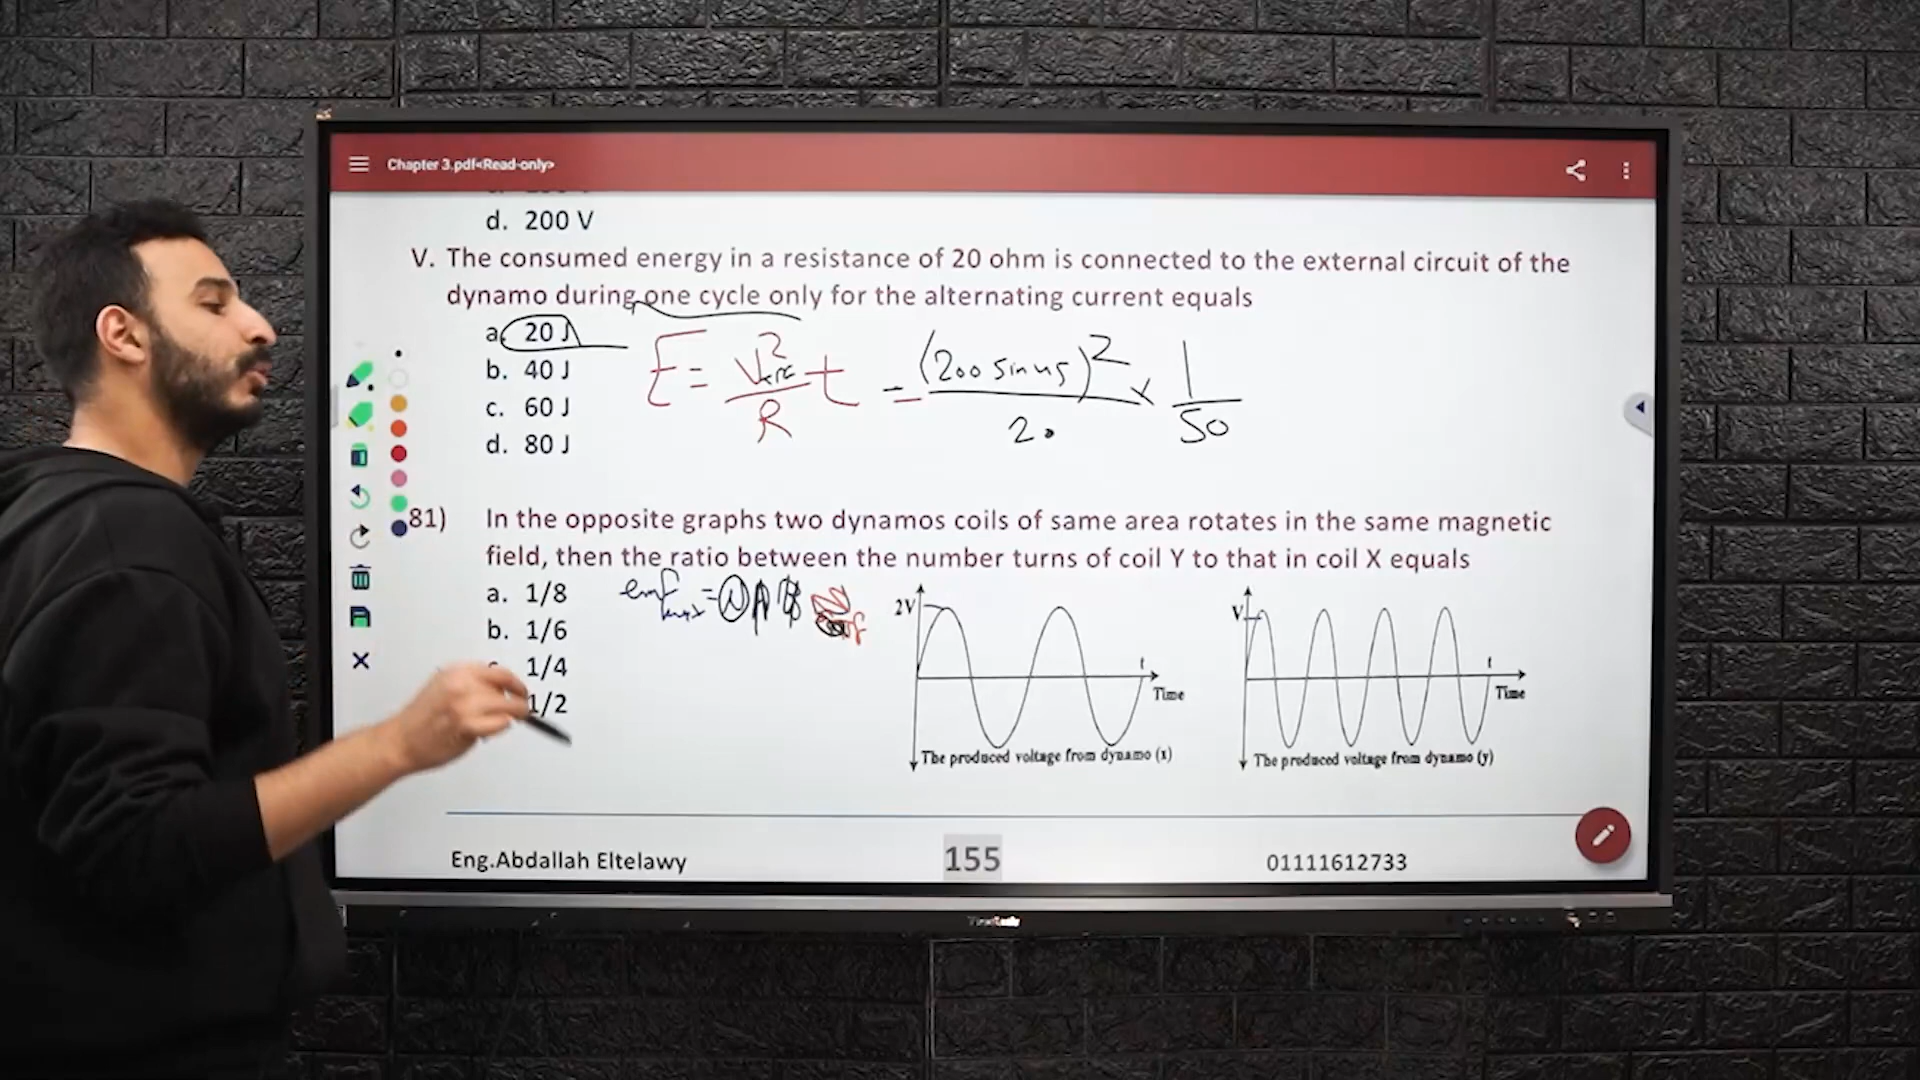 Chapter 3.pdf<Read-only>
d. 200 V
V. The consumed energy in a resistance of 20 ohm is connected to the external circuit of the
dynamo during one cycle only for the alternating current equals
a. 20 J
b. 40 J
c. 60 J
d. 80 J
E = V² t / R = (200 sin 45)² / 20 × 1/50
81) In the opposite graphs two dynamos coils of same area rotates in the same magnetic
field, then the ratio between the number turns of coil Y to that in coil X equals
a. 1/8
b. 1/6
1/4
1/2
emf max = N A B
2V
t
Time
The produced voltage from dynamo (x)
V
t
Time
The produced voltage from dynamo (y)
Eng.Abdallah Eltelawy
155
01111612733
ViewSonic